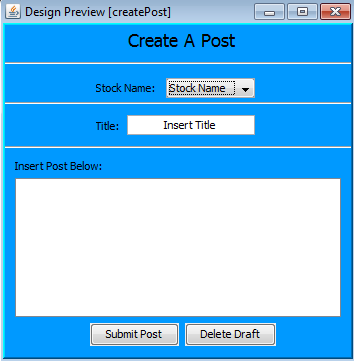 Design Preview [createPost]
Create A Post
Stock Name: Stock Name
Title: Insert Title
Insert Post Below:
Submit Post Delete Draft